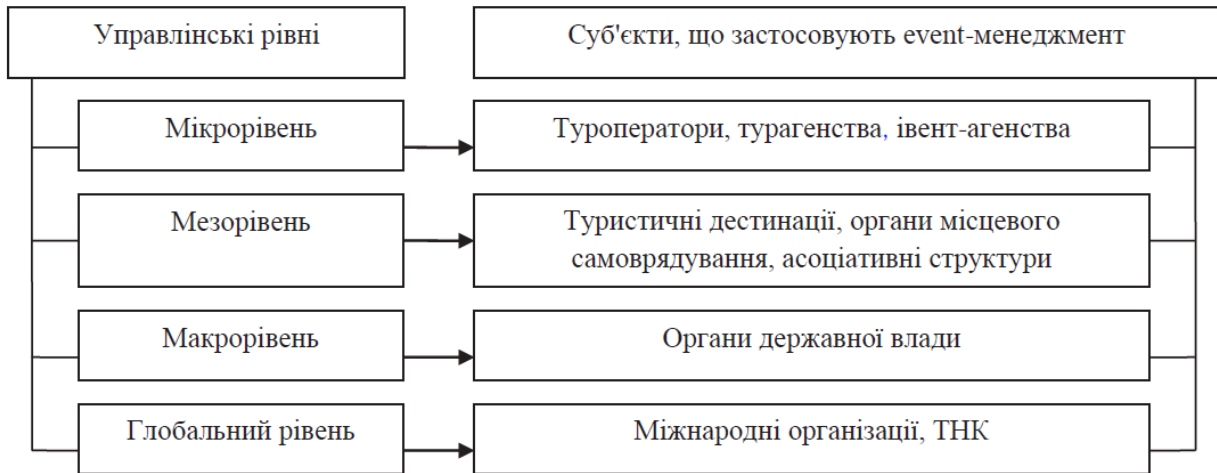 Управлінські рівні
Суб'єкти, що застосовують event-менеджмент
Мікрорівень
Туроператори, турагенства, івент-агенства
Мезорівень
Туристичні дестинації, органи місцевого
самоврядування, асоціативні структури
Макрорівень
Органи державної влади
Глобальний рівень
Міжнародні організації, ТНК